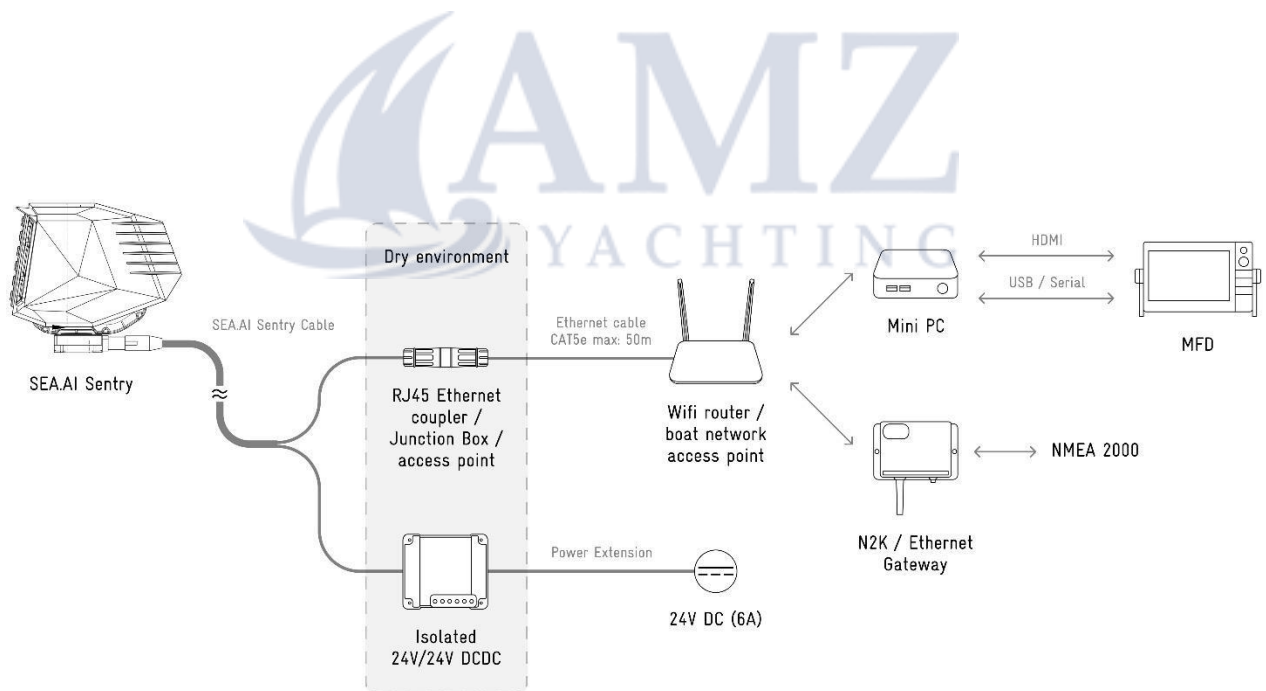 AMZ
YACHTING
Dry environment
HDMI
USB / Serial
Mini PC
MFD
SEA.AI Sentry Cable
Ethernet cable
CAT5e max: 50m
SEA.AI Sentry
RJ45 Ethernet
coupler /
Junction Box /
access point
Wifi router /
boat network
access point
NMEA 2000
N2K / Ethernet
Gateway
Power Extension
24V DC (6A)
Isolated
24V/24V DCDC